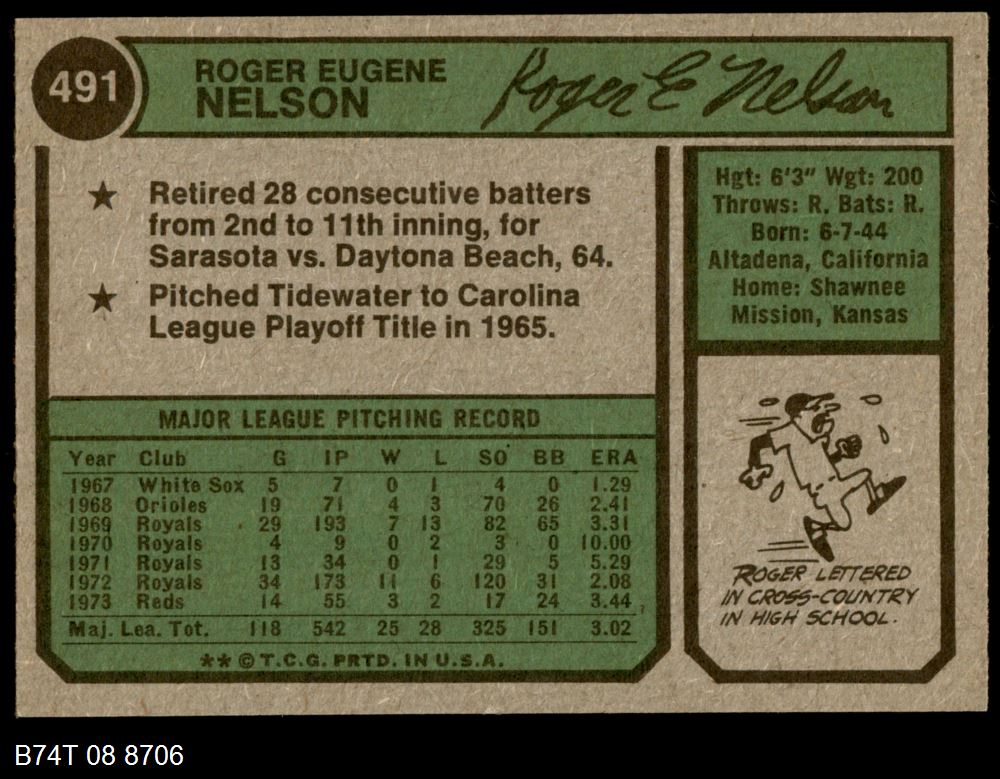 491
ROGER EUGENE
NELSON
Roger E Nelson
★ Retired 28 consecutive batters
from 2nd to 11th inning, for
Sarasota vs. Daytona Beach, 64.
★ Pitched Tidewater to Carolina
League Playoff Title in 1965.
Hgt: 6'3" Wgt: 200
Throws: R. Bats: R.
Born: 6-7-44
Altadena, California
Home: Shawnee
Mission, Kansas
MAJOR LEAGUE PITCHING RECORD
Year Club G IP W L SO BB ERA
1967 White Sox 5 7 0 1 4 0 1.29
1968 Orioles 19 71 4 3 70 26 2.41
1969 Royals 29 193 7 13 82 65 3.31
1970 Royals 4 9 0 2 3 0 10.00
1971 Royals 13 34 0 1 29 5 5.29
1972 Royals 34 173 11 6 120 31 2.08
1973 Reds 14 55 3 2 17 24 3.44
Maj. Lea. Tot. 118 542 25 28 325 151 3.02
** © T.C.G. PRTD. IN U.S.A.
ROGER LETTERED
IN CROSS-COUNTRY
IN HIGH SCHOOL.
B74T 08 8706